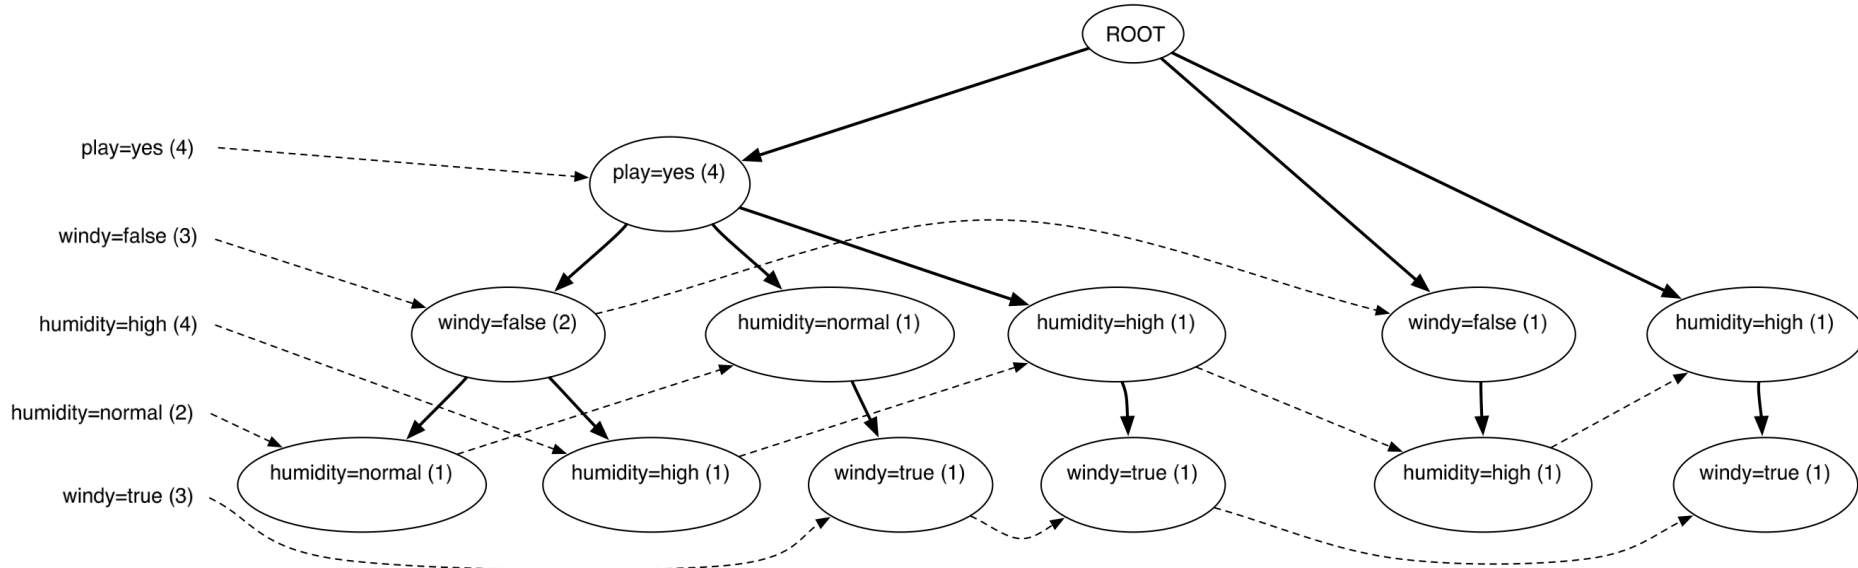 ROOT
play=yes (4)
play=yes (4)
windy=false (3)
humidity=high (4)
windy=false (2)
humidity=normal (1)
humidity=high (1)
windy=false (1)
humidity=high (1)
humidity=normal (2)
humidity=normal (1)
humidity=high (1)
windy=true (1)
windy=true (1)
humidity=high (1)
windy=true (1)
windy=true (3)